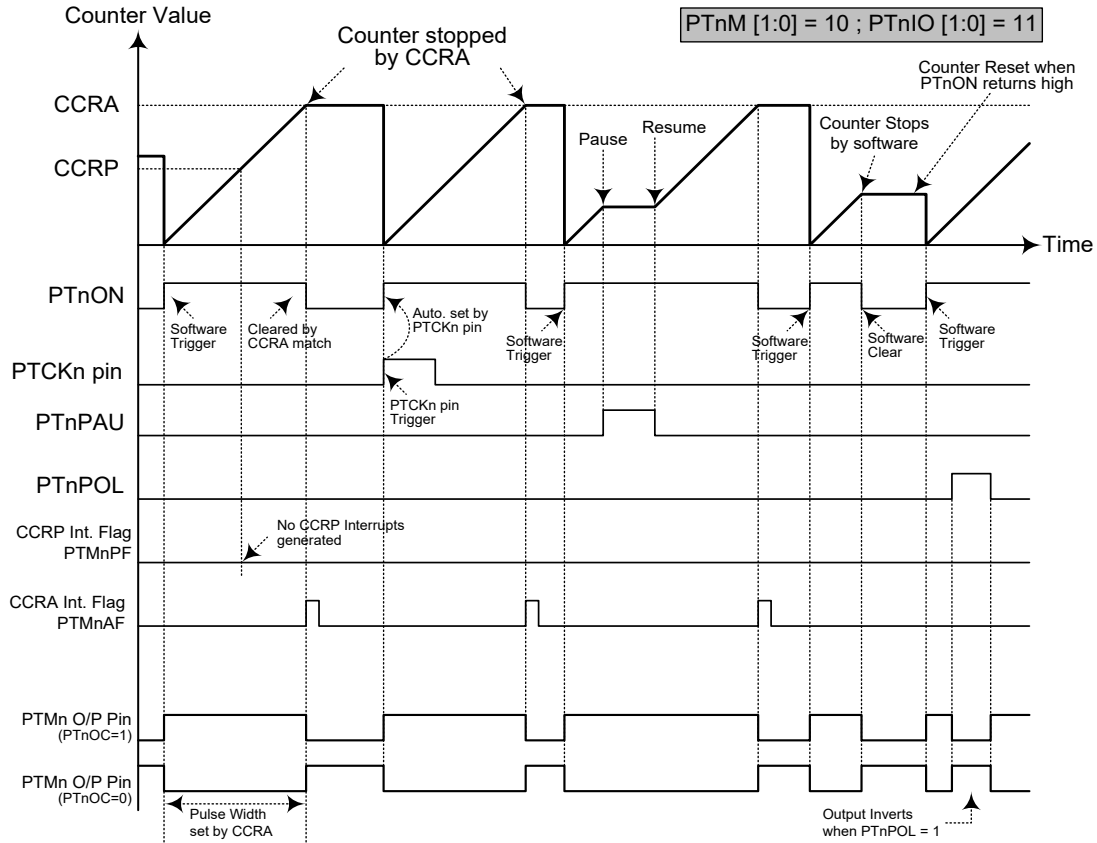 Counter Value
PTnM [1:0] = 10 ; PTnIO [1:0] = 11
Counter stopped
by CCRA
Counter Reset when
PTnON returns high
CCRA
Pause
Resume
Counter Stops
by software
CCRP
Time
PTnON
Software
Trigger
Cleared by
CCRA match
Auto. set by
PTCKn pin
Software
Trigger
Software
Trigger
Software
Clear
Software
Trigger
PTCKn pin
PTCKn pin
Trigger
PTnPAU
PTnPOL
CCRP Int. Flag
PTMnPF
No CCRP Interrupts
generated
CCRA Int. Flag
PTMnAF
PTMn O/P Pin
(PTnOC=1)
PTMn O/P Pin
(PTnOC=0)
Pulse Width
set by CCRA
Output Inverts
when PTnPOL = 1